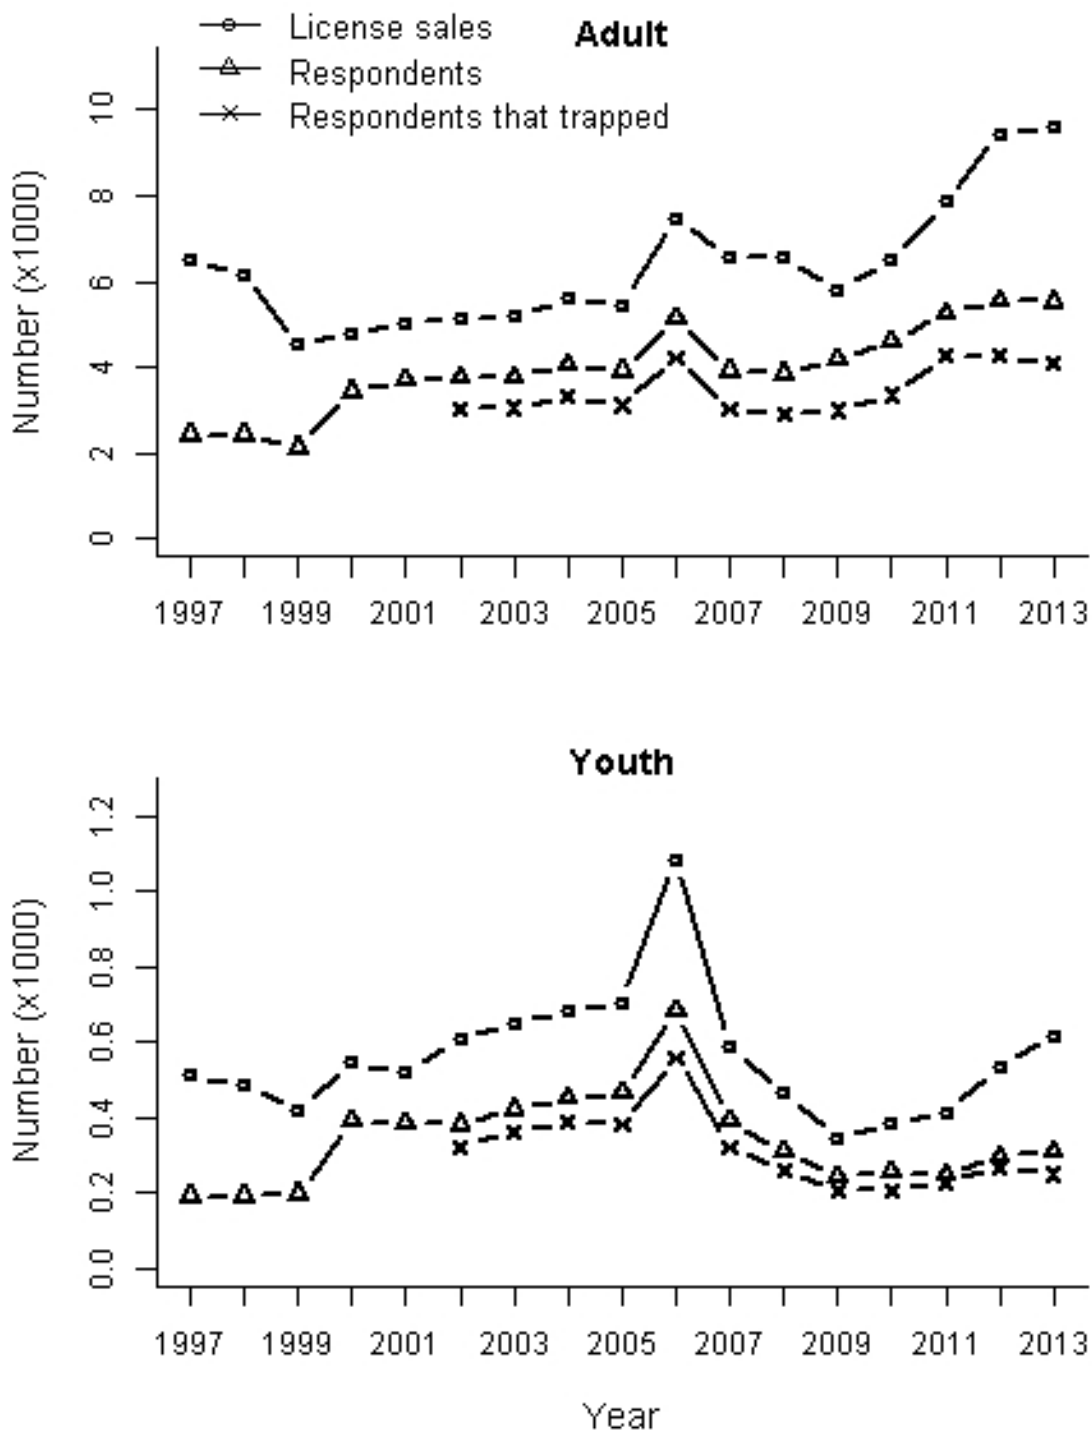 License sales
Adult
Respondents
Respondents that trapped
Number (x1000)
10
8
6
4
2
0
1997 1999 2001 2003 2005 2007 2009 2011 2013
Youth
Number (x1000)
1.2
1.0
0.8
0.6
0.4
0.2
0.0
1997 1999 2001 2003 2005 2007 2009 2011 2013
Year